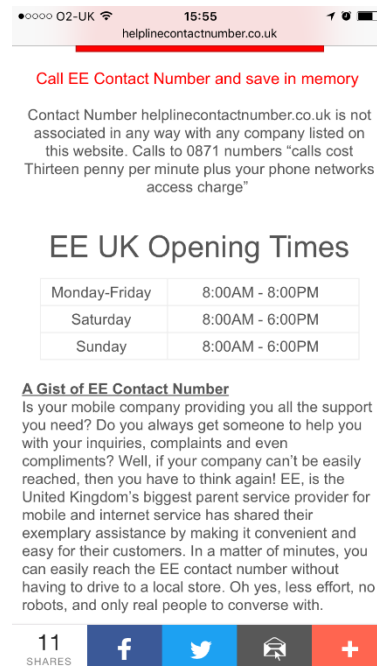 ●○○○○ O2-UK 15:55
helplinecontactnumber.co.uk
Call EE Contact Number and save in memory
Contact Number helplinecontactnumber.co.uk is not
associated in any way with any company listed on
this website. Calls to 0871 numbers “calls cost
Thirteen penny per minute plus your phone networks
access charge”
EE UK Opening Times
Monday-Friday 8:00AM - 8:00PM
Saturday 8:00AM - 6:00PM
Sunday 8:00AM - 6:00PM
A Gist of EE Contact Number
Is your mobile company providing you all the support
you need? Do you always get someone to help you
with your inquiries, complaints and even
compliments? Well, if your company can’t be easily
reached, then you have to think again! EE, is the
United Kingdom’s biggest parent service provider for
mobile and internet service has shared their
exemplary assistance by making it convenient and
easy for their customers. In a matter of minutes, you
can easily reach the EE contact number without
having to drive to a local store. Oh yes, less effort, no
robots, and only real people to converse with.
11
SHARES